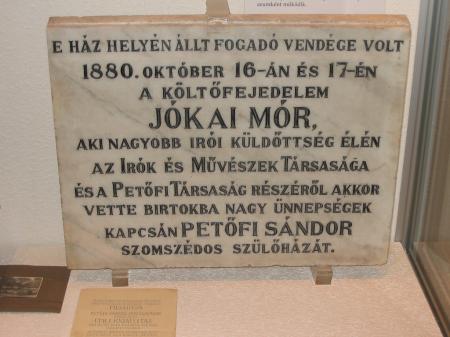 E HÁZ HELYÉN ÁLLT FOGADÓ VENDÉGE VOLT
1880. OKTÓBER 16-ÁN ÉS 17-ÉN
A KÖLTŐFEJEDELEM
JÓKAI MÓR,
AKI NAGYOBB IRÓI KÜLDÖTTSÉG ÉLÉN
AZ IRÓK ÉS MŰVÉSZEK TÁRSASÁGA
ÉS A PETŐFI TÁRSASÁG RÉSZÉRŐL AKKOR
VETTE BIRTOKBA NAGY ÜNNEPSÉGEK
KAPCSÁN PETŐFI SÁNDOR
SZOMSZÉDOS SZÜLŐHÁZÁT.